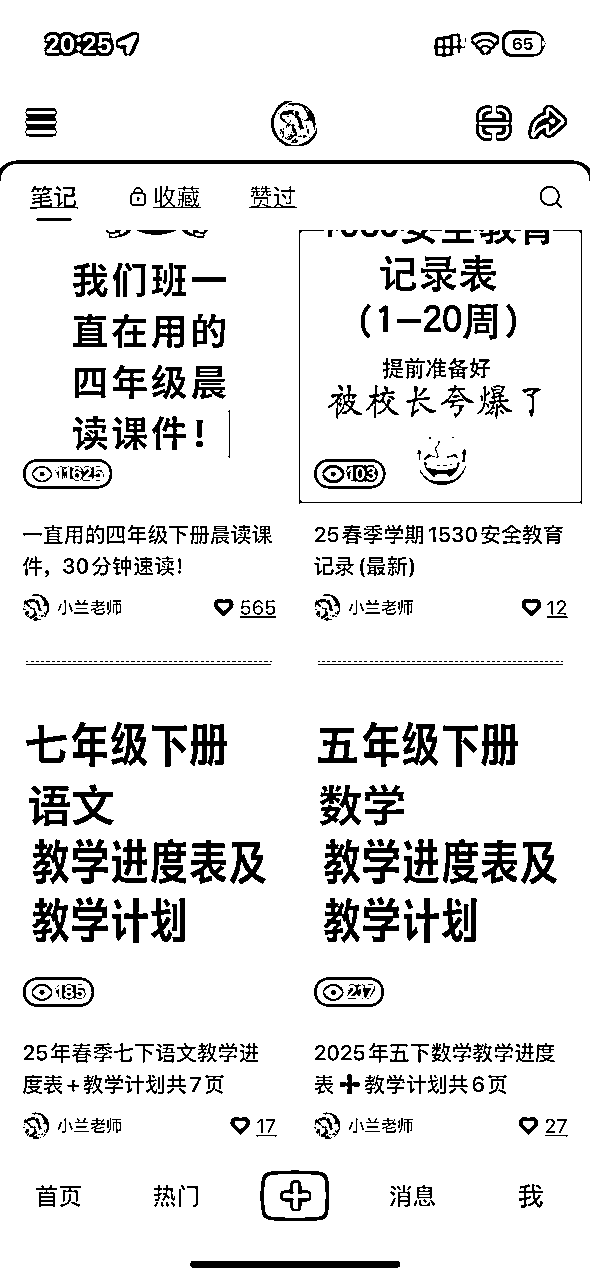 20:25
65
笔记
收藏
赞过
我们班一
直在用的
四年级晨
读课件！
11625
一直用的四年级下册晨读课
件，30分钟速读！
小兰老师
565
1530安全教育
记录表
（1—20周）
提前准备好
被校长夸爆了
103
25春季学期1530安全教育
记录(最新)
小兰老师
12
七年级下册
语文
教学进度表及
教学计划
185
25年春季七下语文教学进
度表+教学计划共7页
小兰老师
17
五年级下册
数学
教学进度表及
教学计划
217
2025年五下数学教学进度
表➕教学计划共6页
小兰老师
27
首页
热门
消息
我